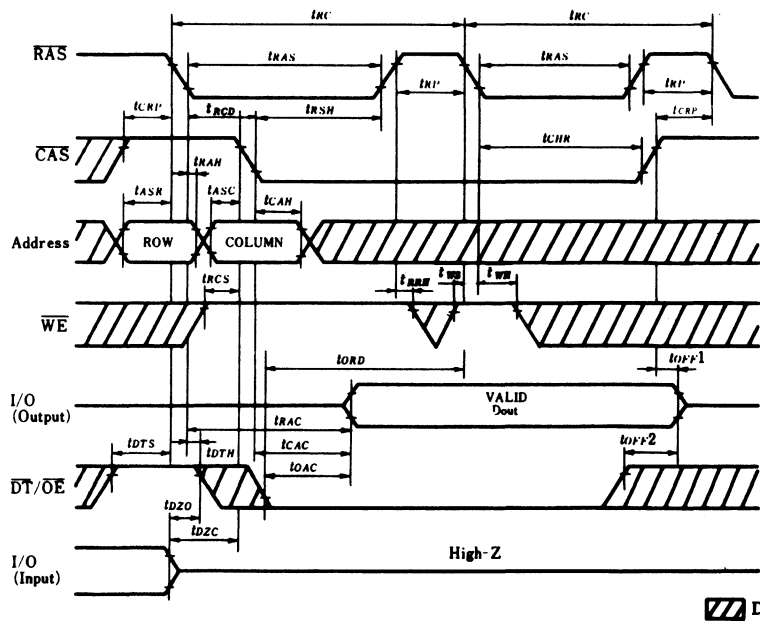 tRC tRC
RAS tRAS tRAS
tRP tRP
tCRP tRCD tRSH tCRP
CAS tRAH tCHR
tASR tASC tCAH
Address ROW COLUMN
tRCS tRRH tWS tWH
WE
tORD tOFF1
I/O (Output) VALID Dout
tRAC
tDTS tDTH tCAC tOFF2
tOAC
DT/OE
tDZO
tDZC
I/O (Input) High-Z
D